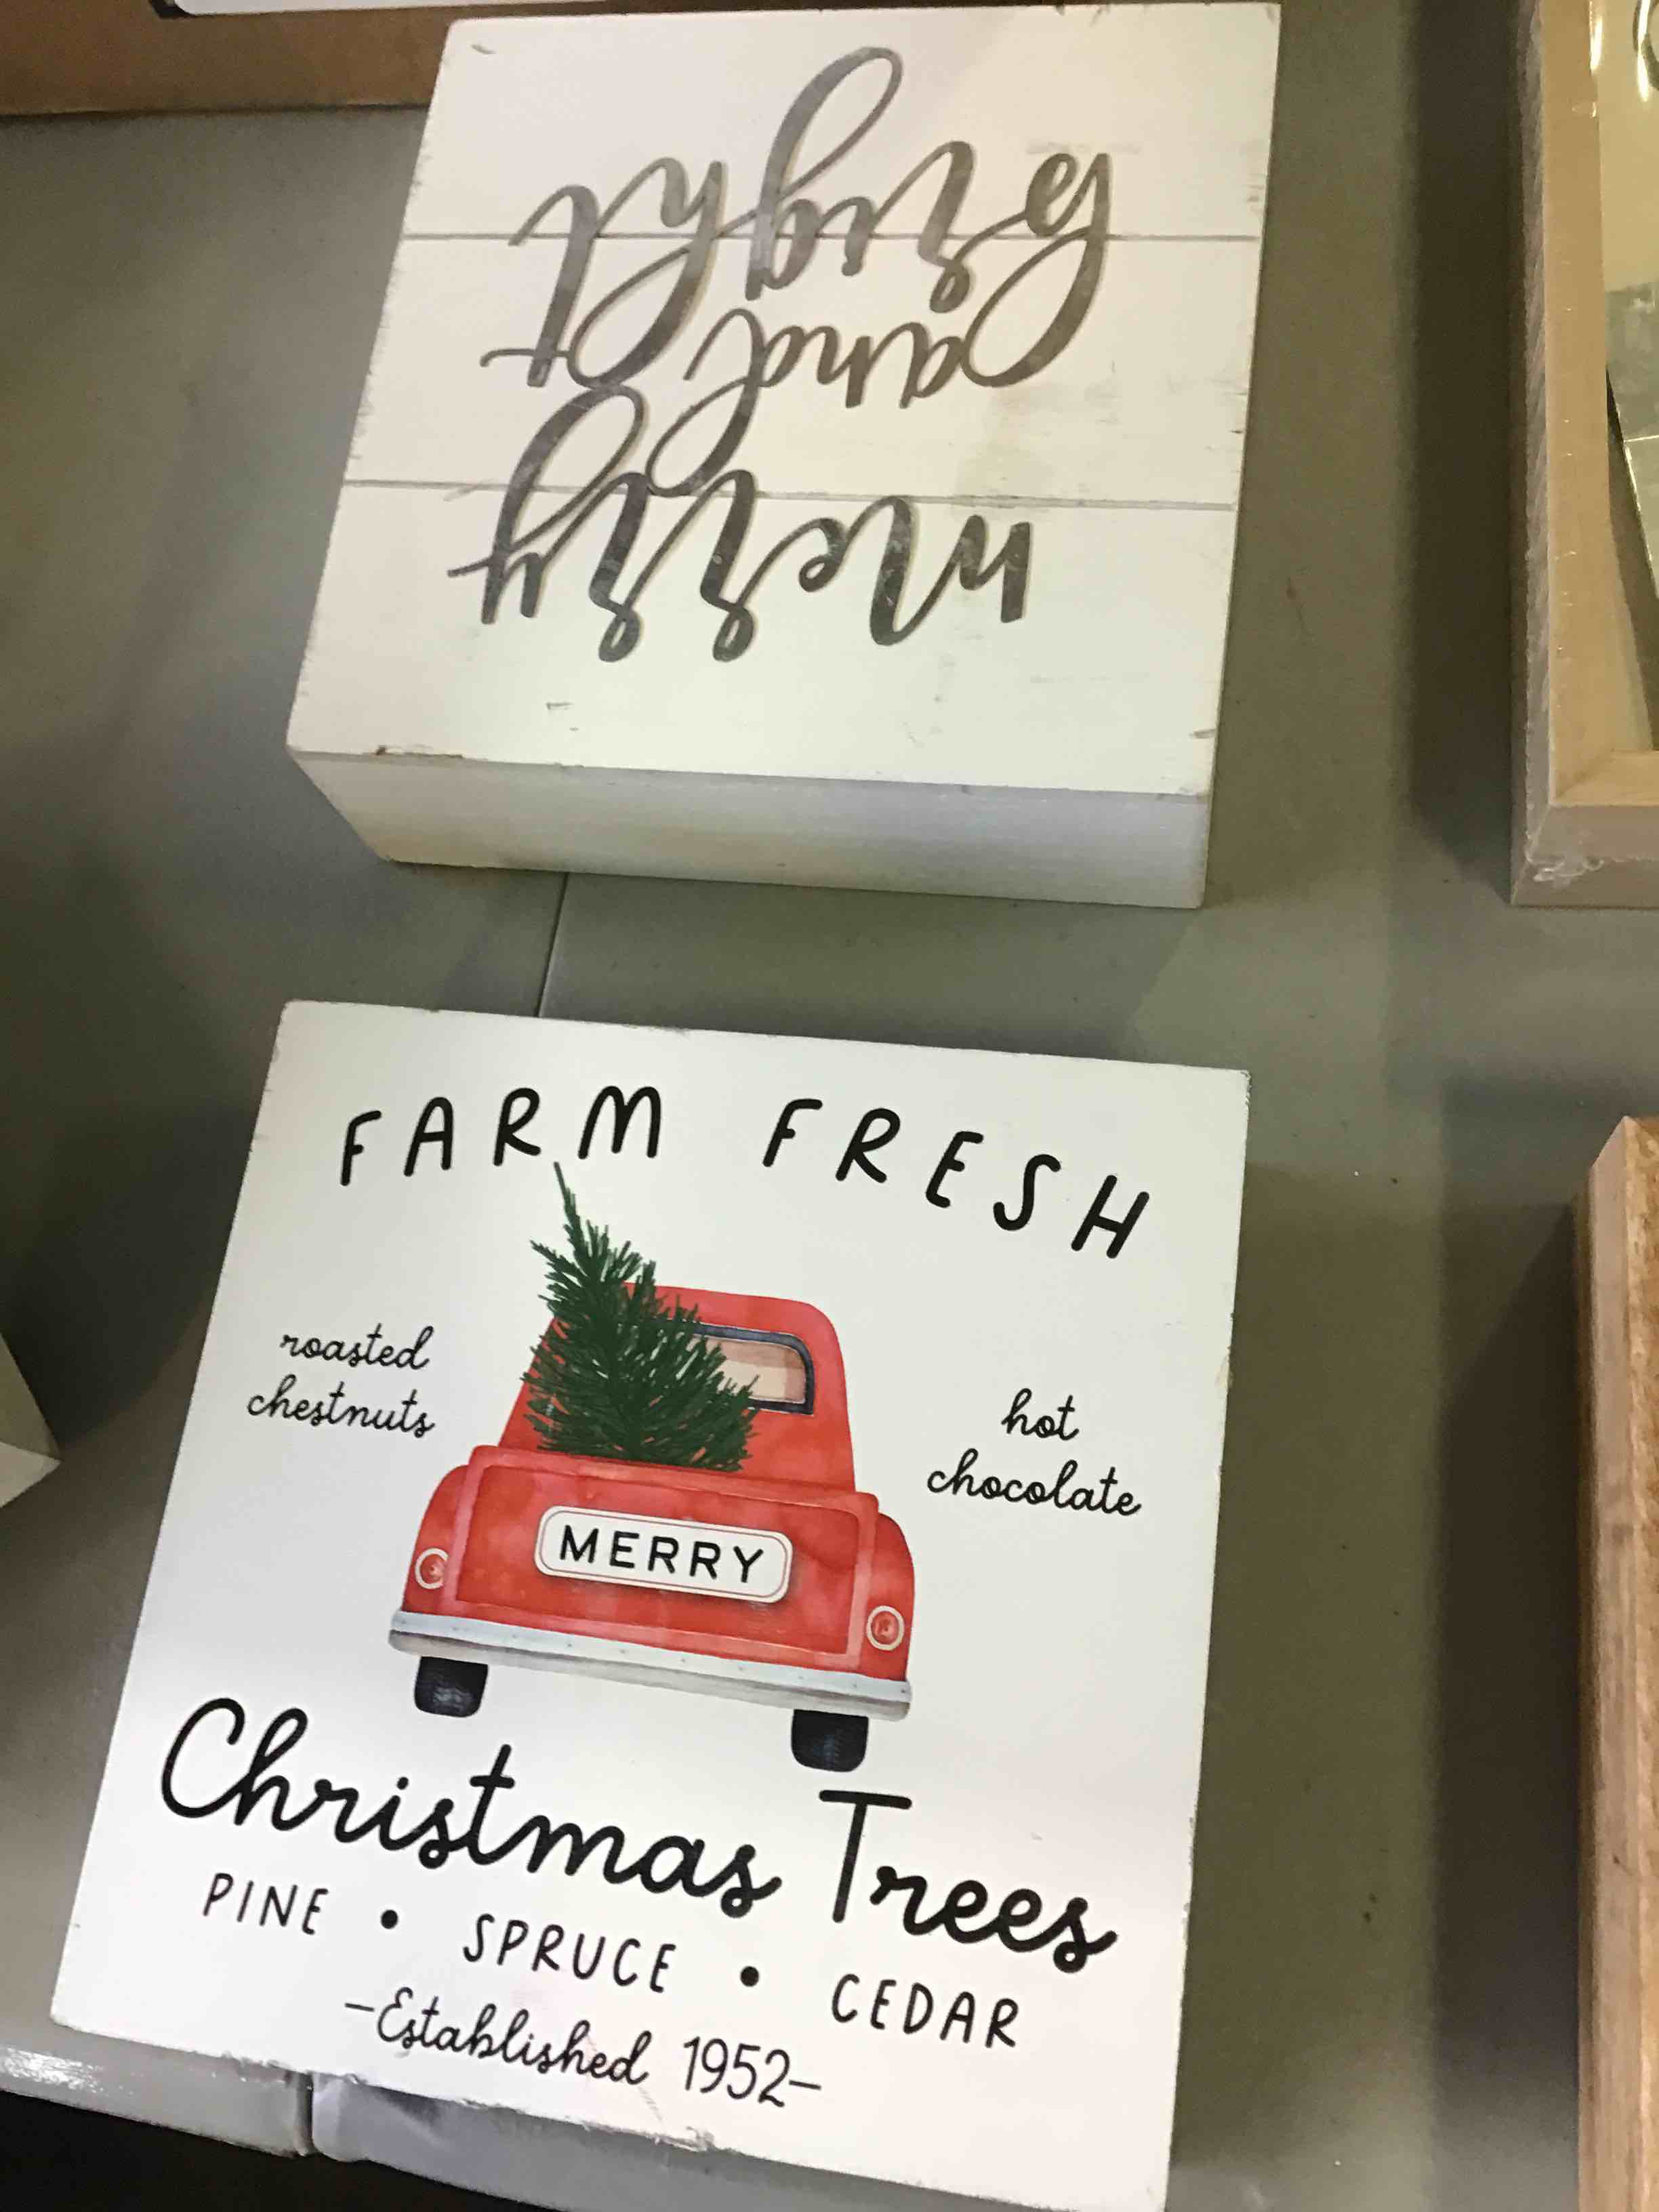 merry
and
bright
FARM FRESH
roasted
chestnuts
hot
chocolate
MERRY
Christmas Trees
PINE • SPRUCE • CEDAR
-Established 1952-